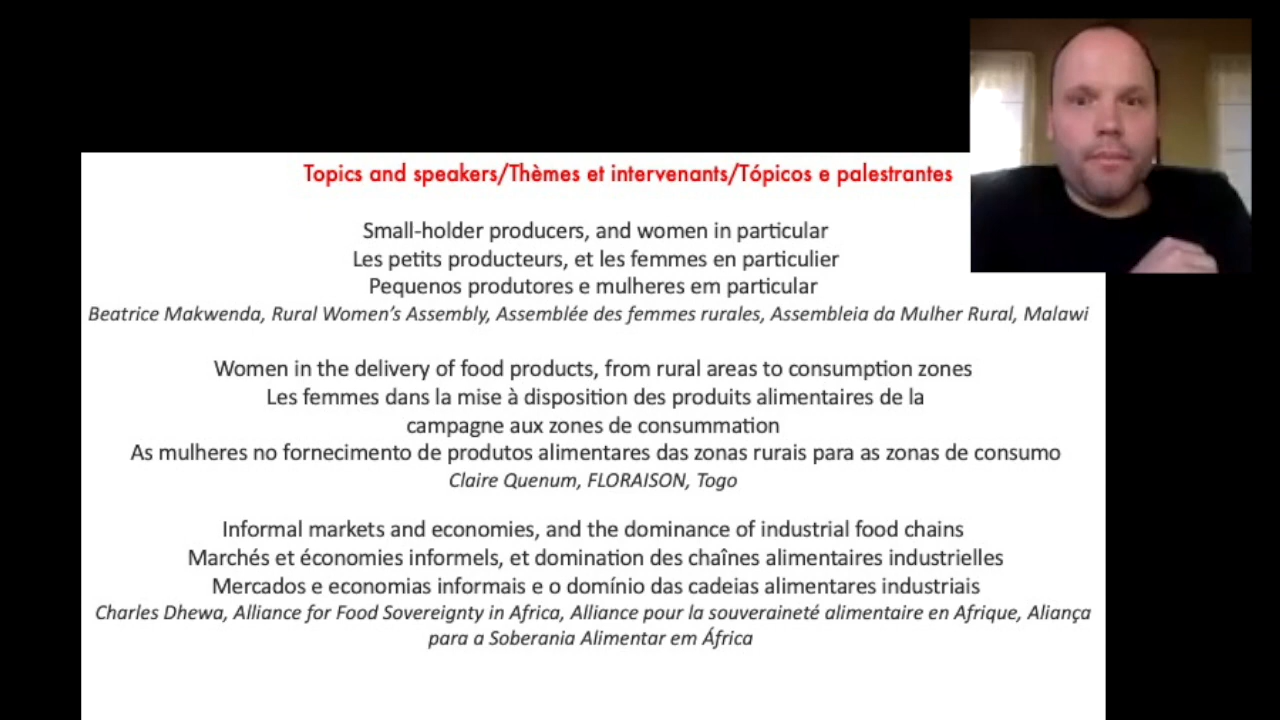 Topics and speakers/Thèmes et intervenants/Tópicos e palestrantes
Small-holder producers, and women in particular
Les petits producteurs, et les femmes en particulier
Pequenos produtores e mulheres em particular
Beatrice Makwenda, Rural Women’s Assembly, Assemblée des femmes rurales, Assembleia da Mulher Rural, Malawi
Women in the delivery of food products, from rural areas to consumption zones
Les femmes dans la mise à disposition des produits alimentaires de la
campagne aux zones de consummation
As mulheres no fornecimento de produtos alimentares das zonas rurais para as zonas de consumo
Claire Quenum, FLORAISON, Togo
Informal markets and economies, and the dominance of industrial food chains
Marchés et économies informels, et domination des chaînes alimentaires industrielles
Mercados e economias informais e o domínio das cadeias alimentares industriais
Charles Dhewa, Alliance for Food Sovereignty in Africa, Alliance pour la souveraineté alimentaire en Afrique, Aliança
para a Soberania Alimentar em África